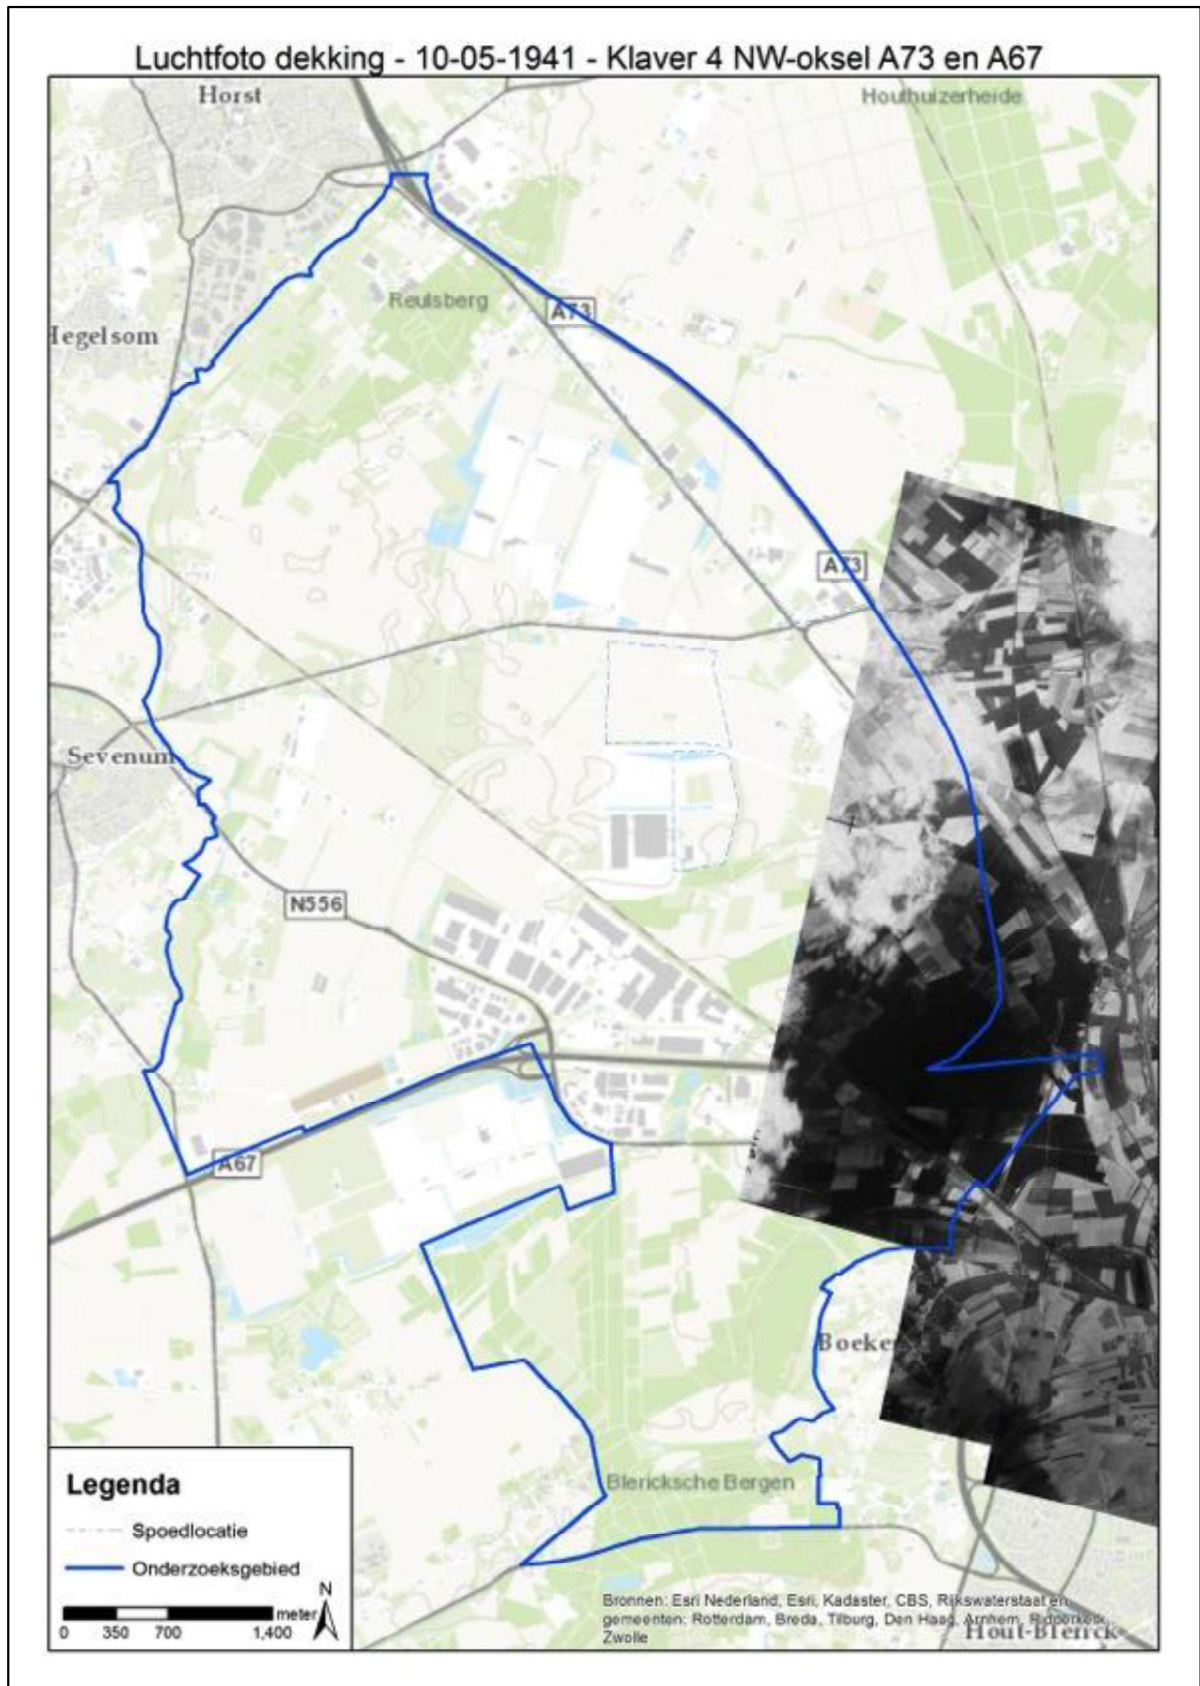 Luchtfoto dekking - 10-05-1941 - Klaver 4 NW-oksel A73 en A67
Horst
Houthuizerheide
Reulsberg
A73
Hegelsom
A73
Sevenum
N556
A67
Blericksche Bergen
Legenda
Spoedlocatie
Onderzoeksgebied
N
meter
0 350 700 1,400
Bronnen: Esri Nederland, Esri, Kadaster, CBS, Rijkswaterstaat en
gemeenten: Rotterdam, Breda, Tilburg, Den Haag, Arnhem, Ridderkerk,
Zwolle
Hout-Blerick